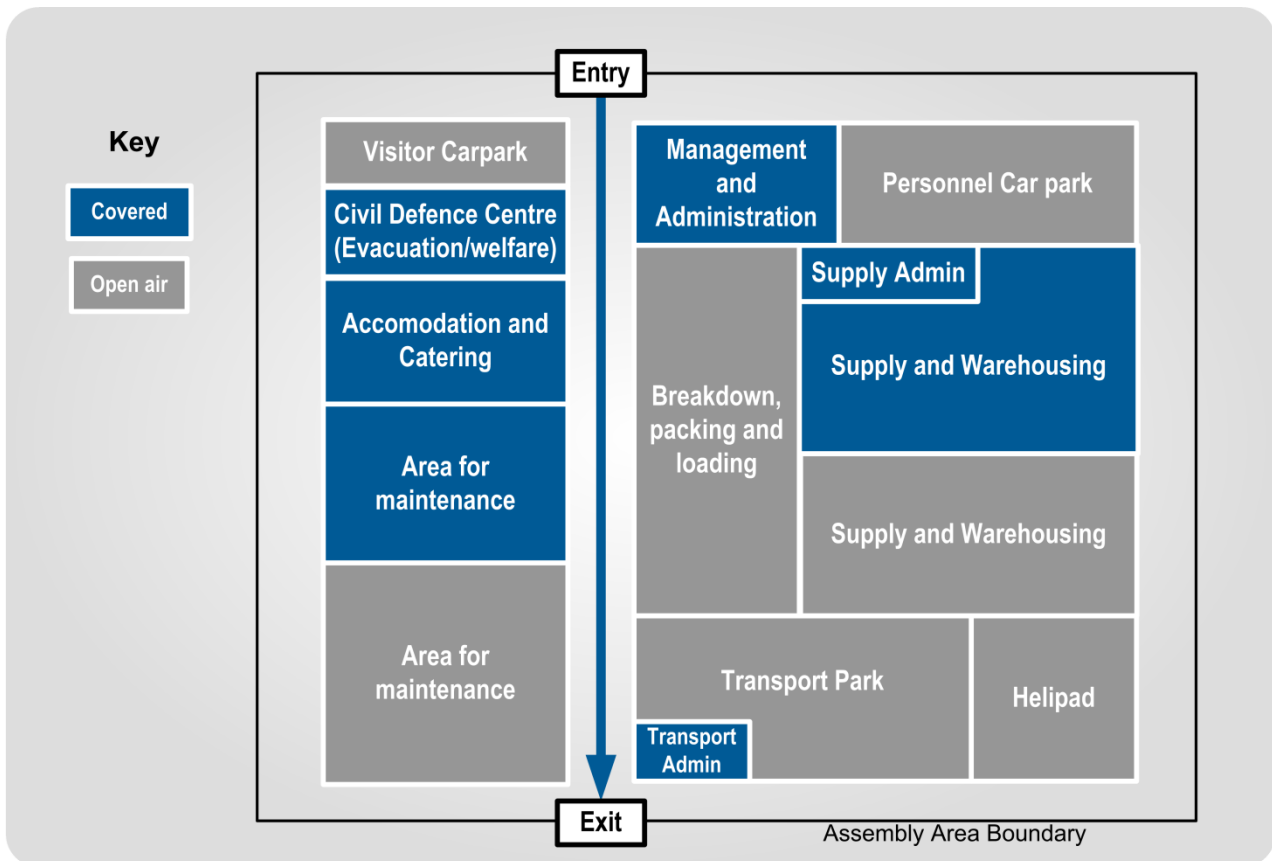 Entry
Key
Covered
Open air
Visitor Carpark
Civil Defence Centre
(Evacuation/welfare)
Accomodation and
Catering
Area for
maintenance
Area for
maintenance
Management
and
Administration
Personnel Car park
Supply Admin
Supply and Warehousing
Breakdown,
packing and
loading
Supply and Warehousing
Transport Park
Helipad
Transport
Admin
Exit
Assembly Area Boundary